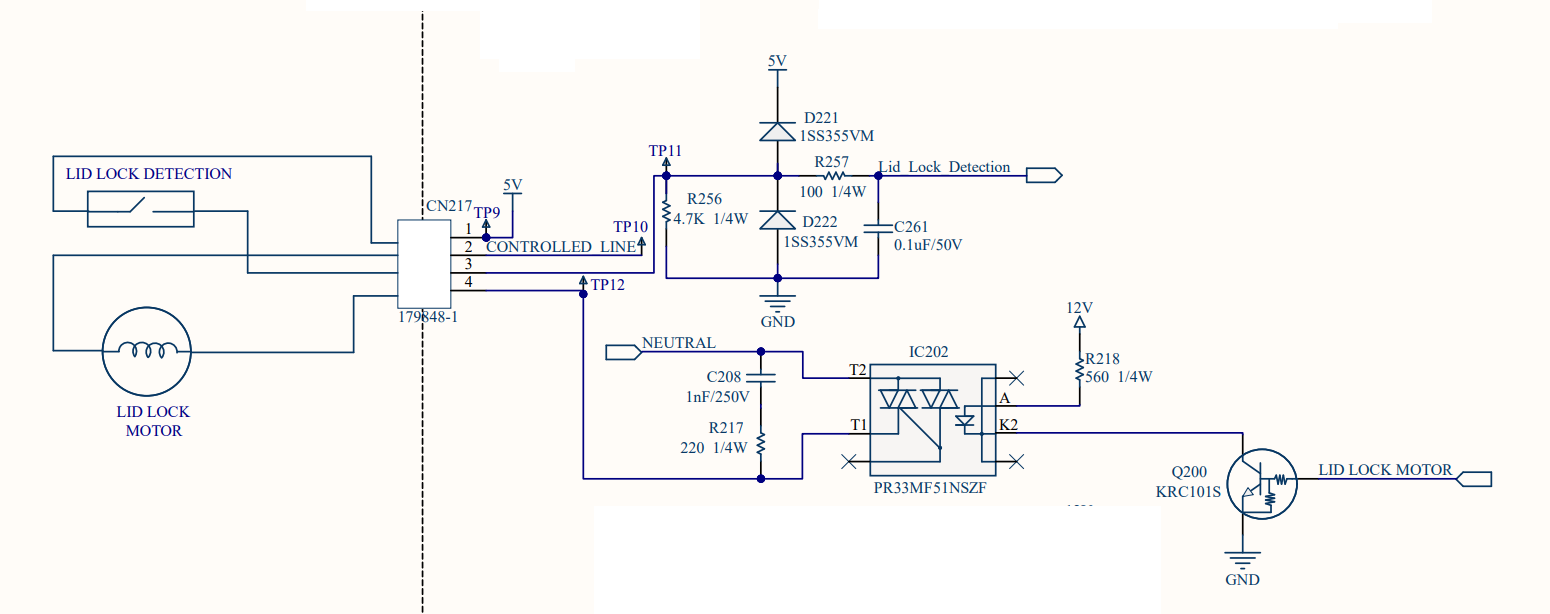 5V
D221
1SS355VM
TP11
R257
Lid Lock Detection
100 1/4W
LID LOCK DETECTION
5V
R256
4.7K 1/4W
CN217
TP9
TP10
D222
1SS355VM
C261
0.1uF/50V
1
2
CONTROLLED LINE
3
4
TP12
179848-1
GND
12V
NEUTRAL
IC202
R218
560 1/4W
T2
C208
1nF/250V
A
LID LOCK
MOTOR
R217
220 1/4W
T1
K2
Q200
KRC101S
LID LOCK MOTOR
PR33MF51NSZF
GND